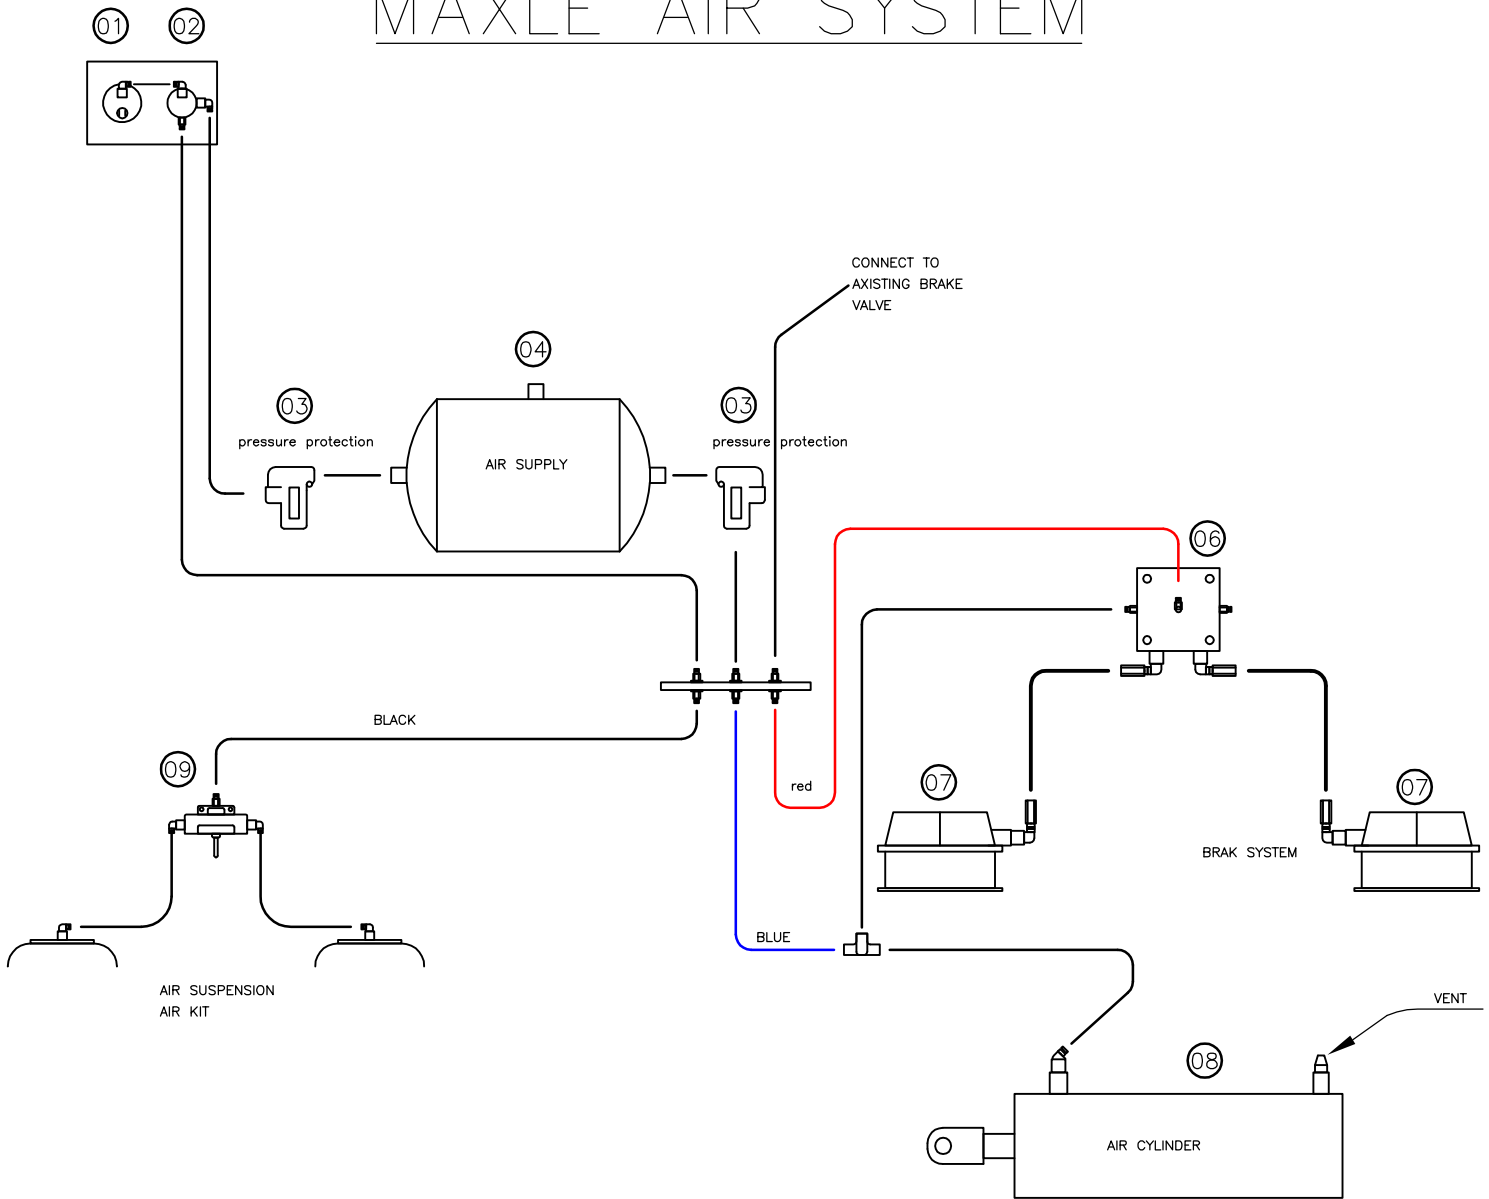 MAXLE AIR SYSTEM
01
02
CONNECT TO
AXISTING BRAKE
VALVE
04
03
03
pressure protection
pressure protection
AIR SUPPLY
06
BLACK
09
red
07
07
BRAK SYSTEM
BLUE
AIR SUSPENSION
AIR KIT
VENT
08
AIR CYLINDER